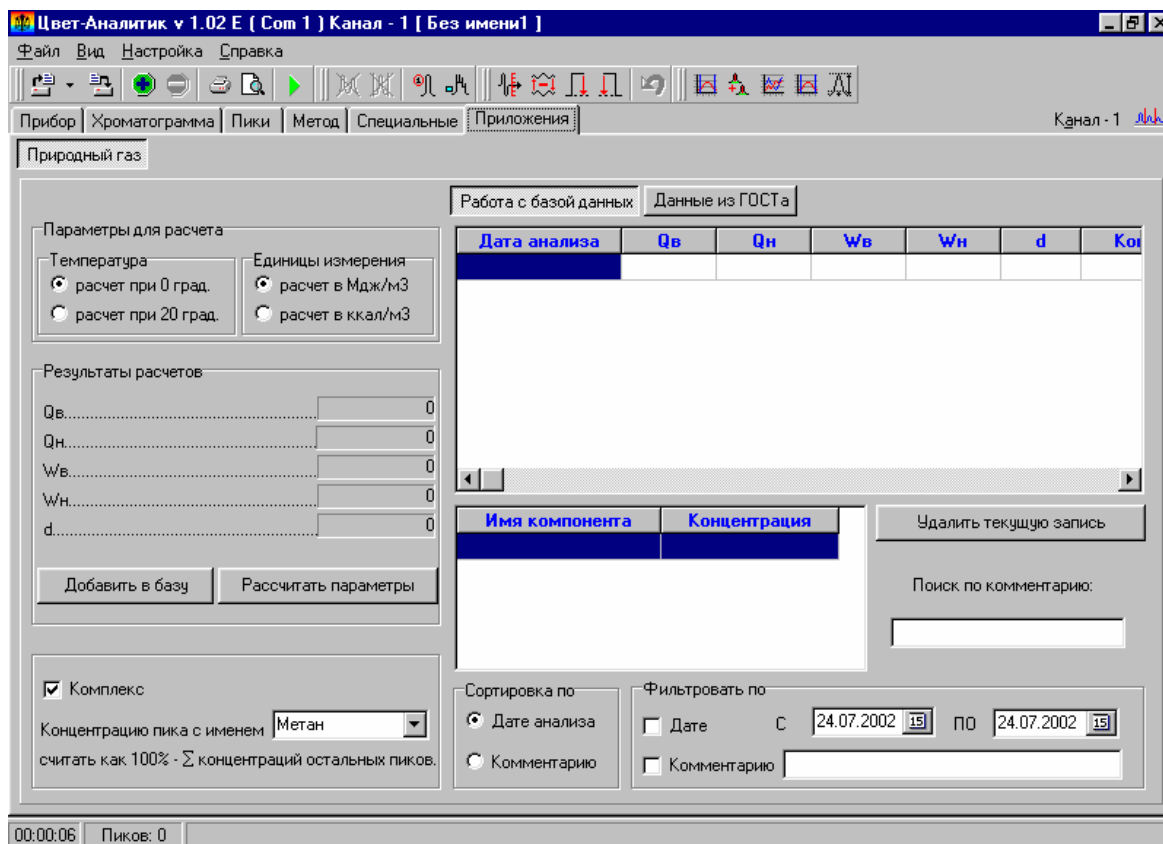 Цвет-Аналитик v 1.02 E ( Com 1 ) Канал - 1 [ Без имени1 ]
Файл Вид Настройка Справка
Прибор Хроматограмма Пики Метод Специальные Приложения Канал - 1
Природный газ
Работа с базой данных Данные из ГОСТа
Параметры для расчета
Температура
расчет при 0 град.
расчет при 20 град.
Единицы измерения
расчет в Мдж/м3
расчет в ккал/м3
Дата анализа Qв Qн Wв Wн d Ко
Результаты расчетов
Qв 0
Qн 0
Wв 0
Wн 0
d 0
Добавить в базу Рассчитать параметры
Имя компонента Концентрация
Удалить текущую запись
Поиск по комментарию:
Комплекс
Концентрацию пика с именем Метан
считать как 100% - Σ концентраций остальных пиков.
Сортировка по
Дате анализа
Комментарию
Фильтровать по
Дате С 24.07.2002 15 ПО 24.07.2002 15
Комментарию
00:00:06 Пиков: 0